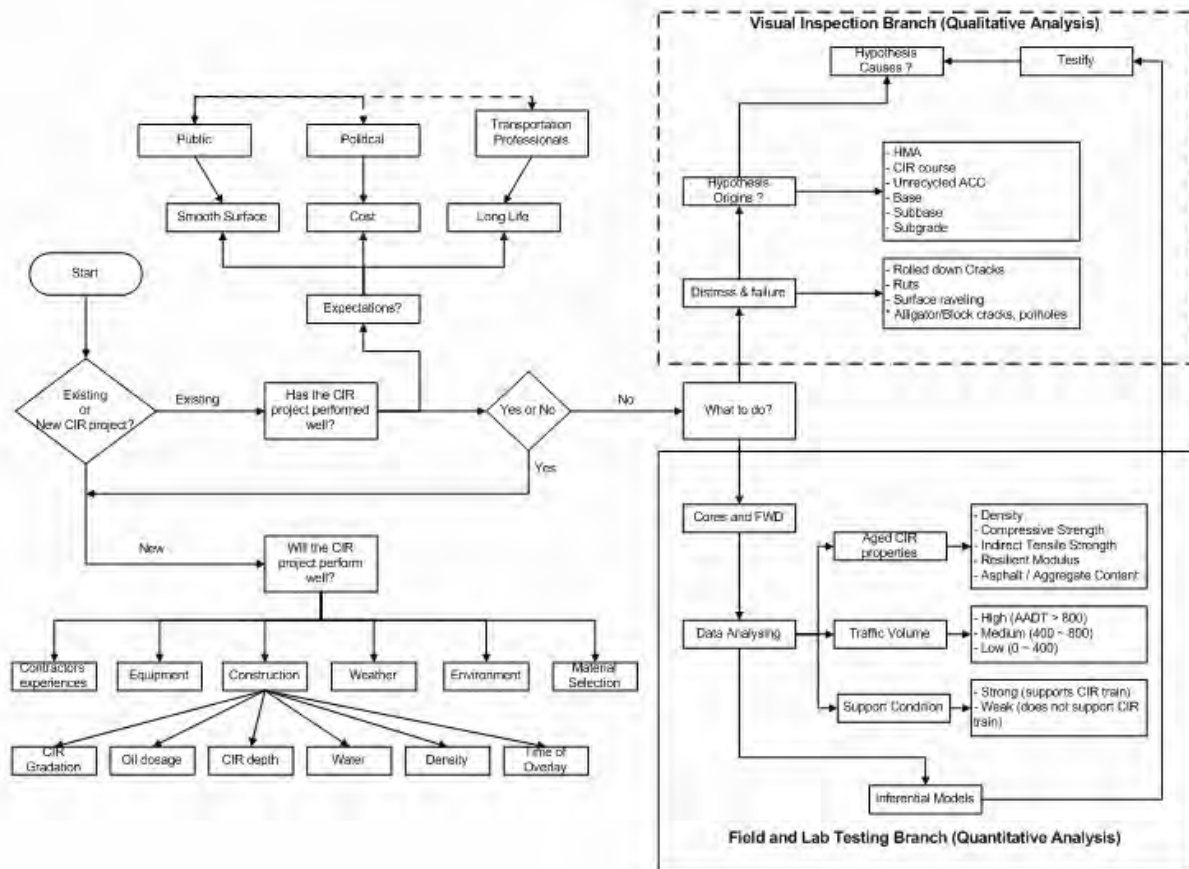 Visual Inspection Branch (Qualitative Analysis)
Hypothesis
Causes ?
Testify
Public
Political
Transportation
Professionals
Hypothesis
Origins ?
- HMA
- CIR course
- Unrecycled ACC
- Base
- Subbase
- Subgrade
Smooth Surface
Cost
Long Life
Start
Expectations?
Distress & failure
- Rolled down Cracks
- Ruts
- Surface raveling
* Alligator/Block cracks, potholes
Existing
or
New CIR project?
Existing
Has the CIR
project performed
well?
Yes or No
No
What to do?
Yes
Cores and FWD
New
Will the CIR
project perform
well?
Aged CIR
properties
- Density
- Compressive Strength
- Indirect Tensile Strength
- Resilient Modulus
- Asphalt / Aggregate Content
Data Analysing
Traffic Volume
- High (AADT > 800)
- Medium (400 ~ 800)
- Low (0 ~ 400)
Contractors
experiences
Equipment
Construction
Weather
Environment
Material
Selection
Support Condition
- Strong (supports CIR train)
- Weak (does not support CIR
train)
CIR
Gradation
Oil dosage
CIR depth
Water
Density
Time of
Overlay
Inferential Models
Field and Lab Testing Branch (Quantitative Analysis)